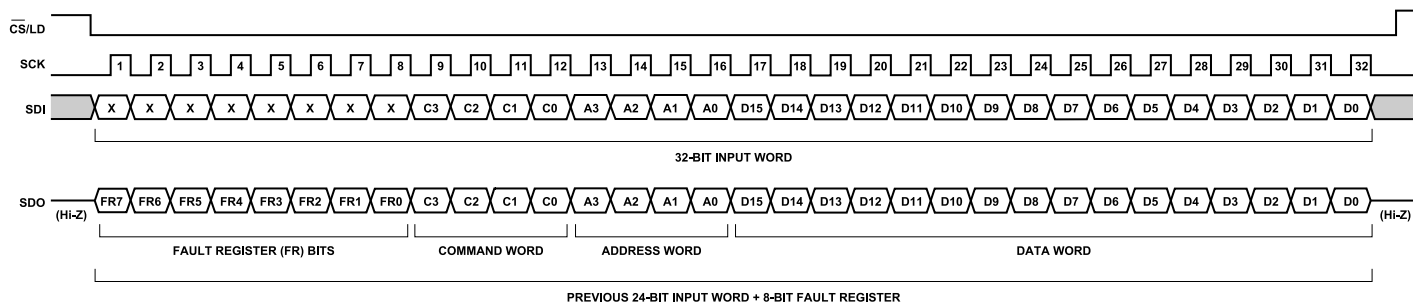 CS/LD
SCK 1 2 3 4 5 6 7 8 9 10 11 12 13 14 15 16 17 18 19 20 21 22 23 24 25 26 27 28 29 30 31 32
SDI X X X X X X X X C3 C2 C1 C0 A3 A2 A1 A0 D15 D14 D13 D12 D11 D10 D9 D8 D7 D6 D5 D4 D3 D2 D1 D0
32-BIT INPUT WORD
SDO (Hi-Z) FR7 FR6 FR5 FR4 FR3 FR2 FR1 FR0 C3 C2 C1 C0 A3 A2 A1 A0 D15 D14 D13 D12 D11 D10 D9 D8 D7 D6 D5 D4 D3 D2 D1 D0 (Hi-Z)
FAULT REGISTER (FR) BITS COMMAND WORD ADDRESS WORD DATA WORD
PREVIOUS 24-BIT INPUT WORD + 8-BIT FAULT REGISTER